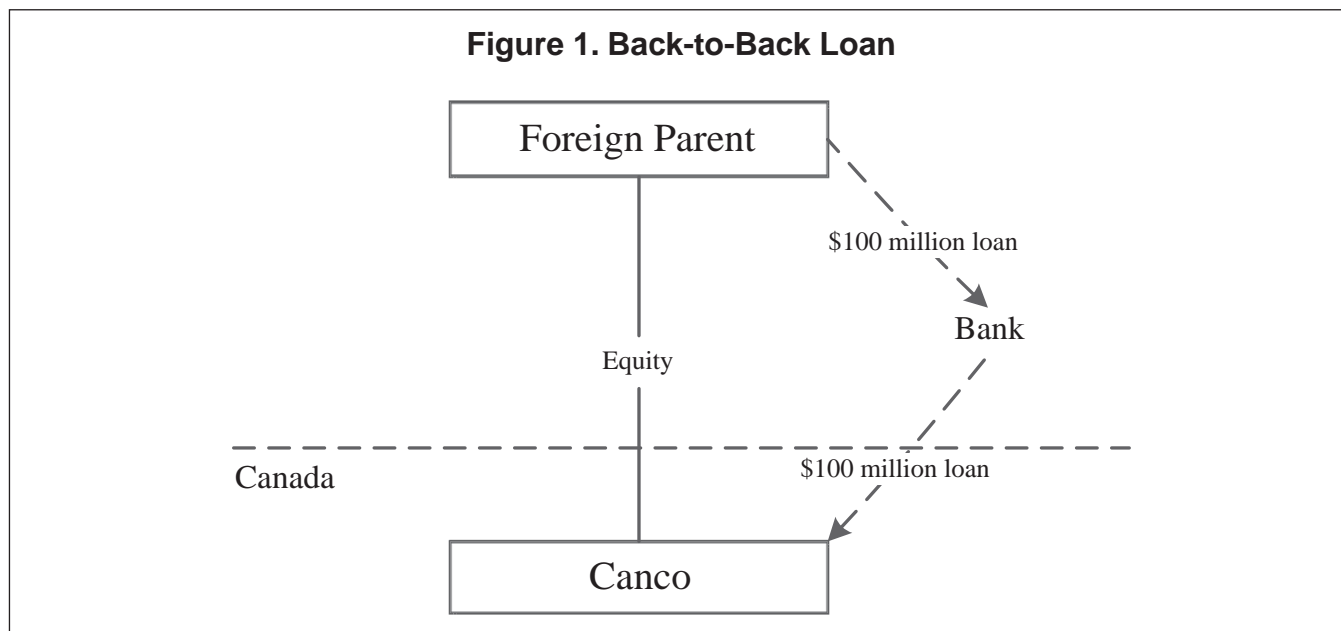 Figure 1. Back-to-Back Loan
Foreign Parent
$100 million loan
Bank
Equity
Canada
$100 million loan
Canco